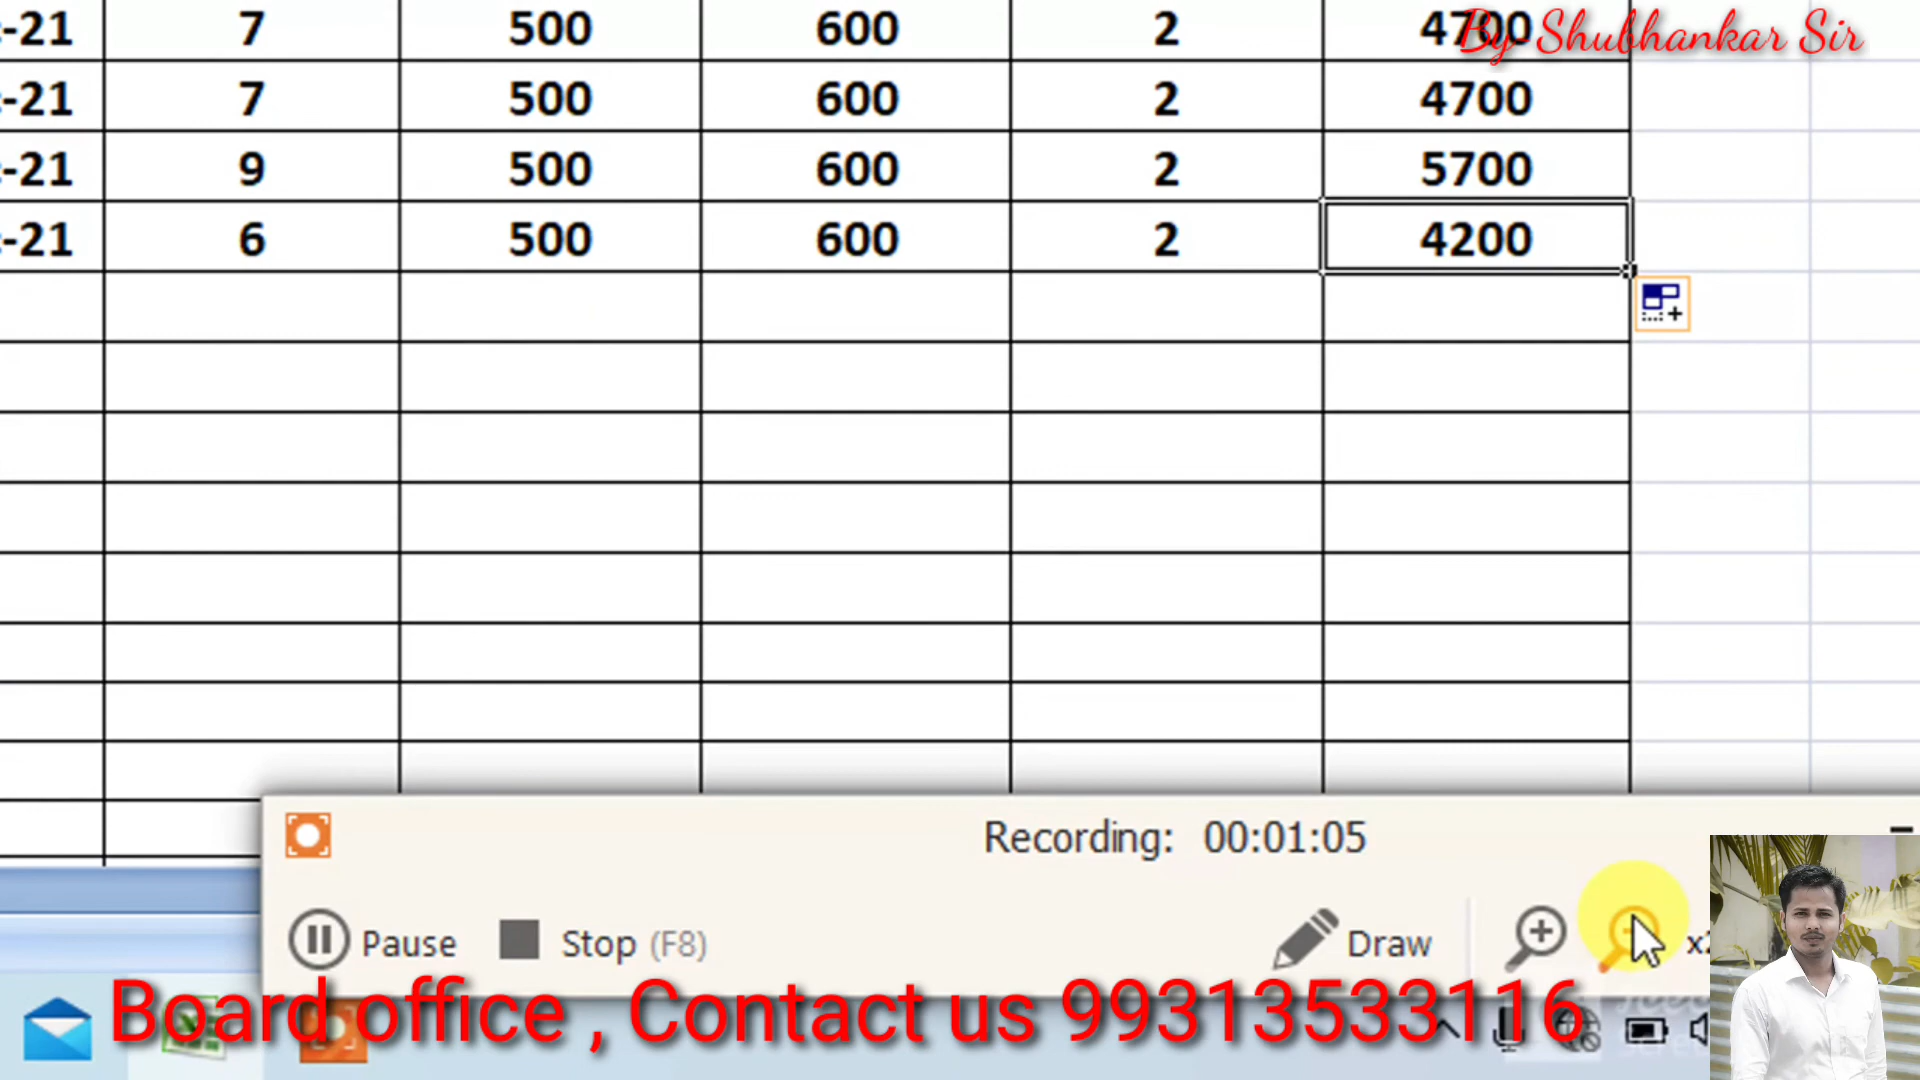 -21 7 500 600 2 4700
By Shubhankar Sir
-21 7 500 600 2 4700
-21 9 500 600 2 5700
-21 6 500 600 2 4200
Recording: 00:01:05
Pause Stop (F8) Draw
Board office , Contact us 99313533116